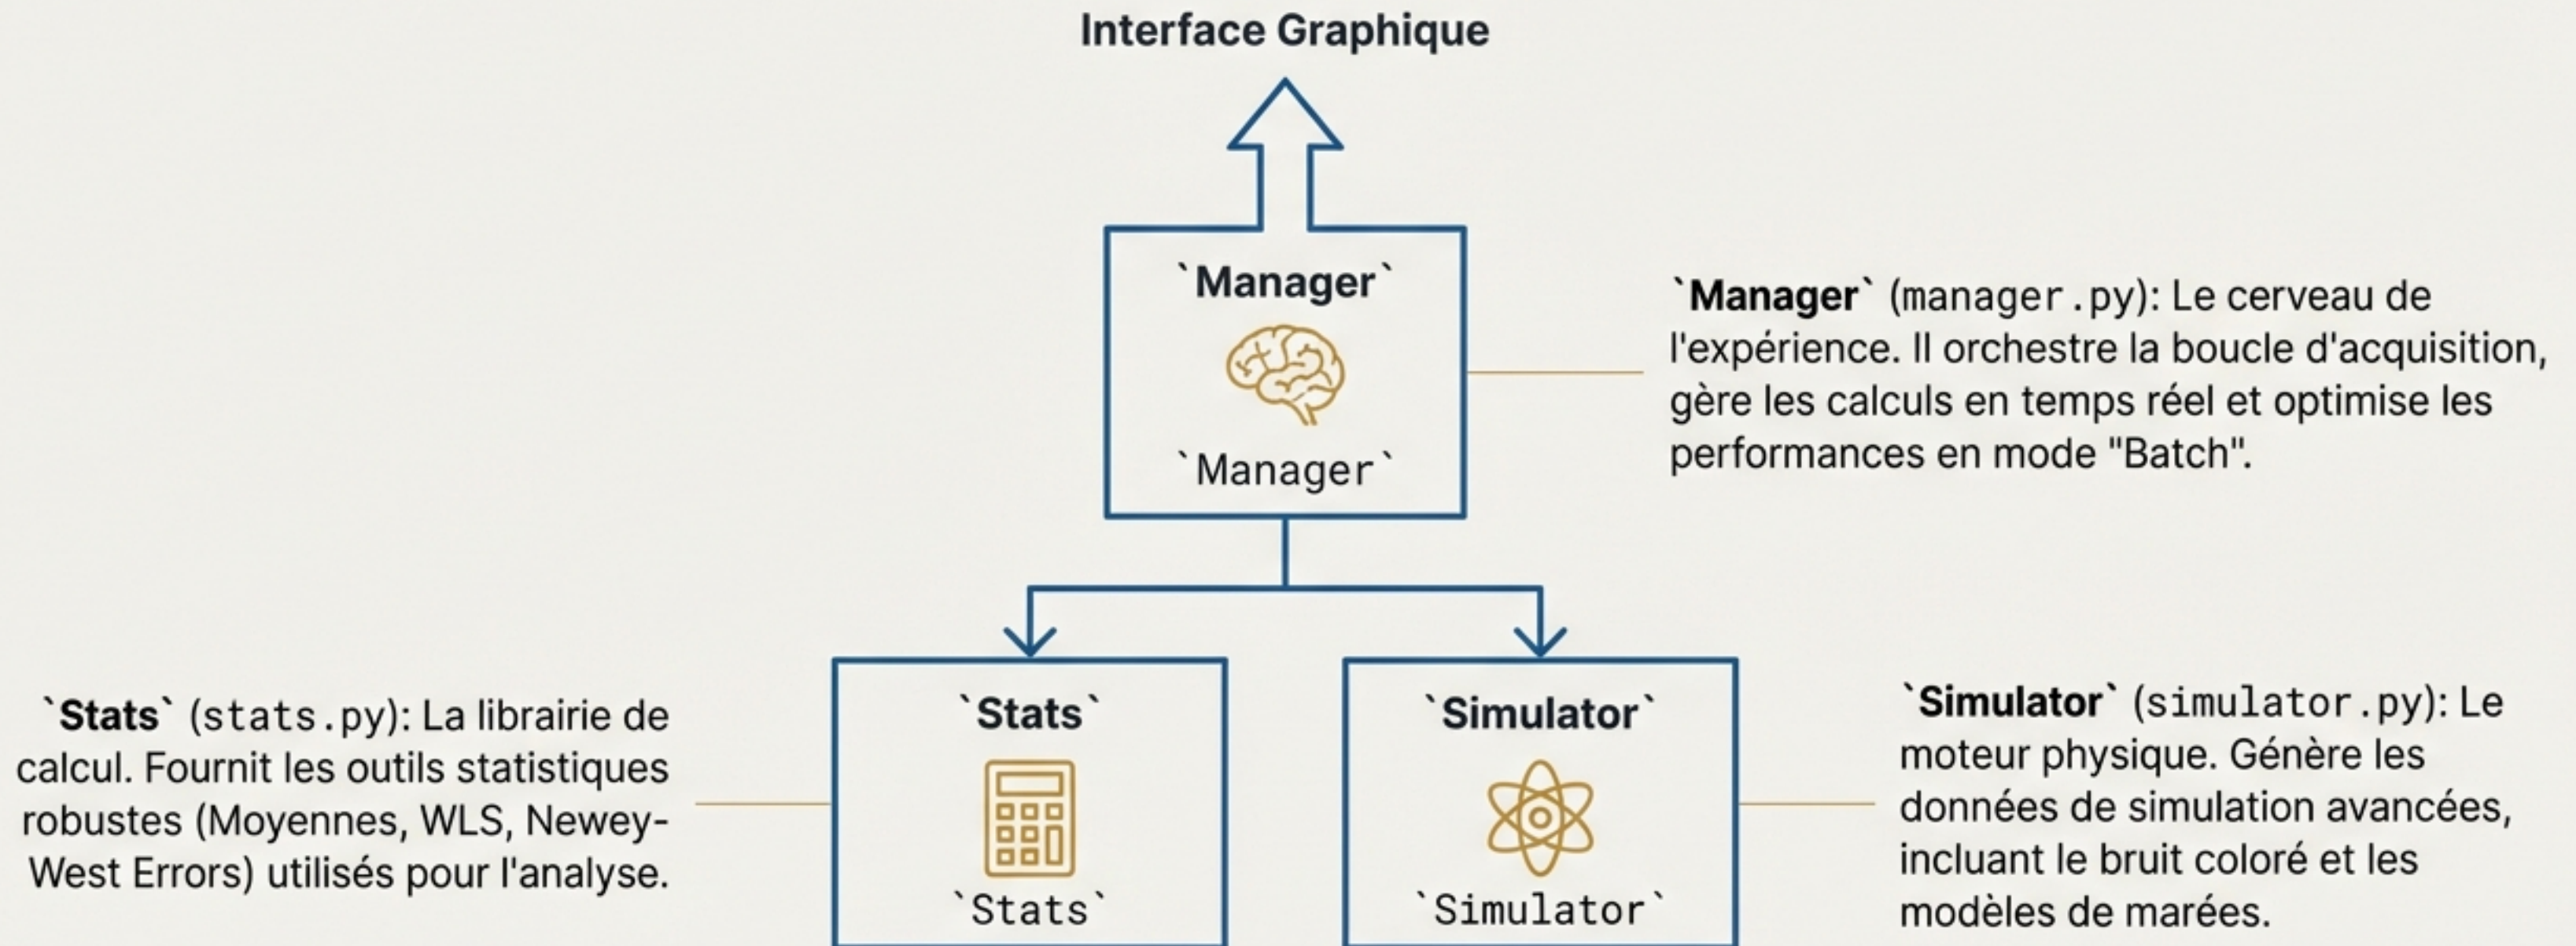 Interface Graphique
`Manager`
`Manager`
`Manager` (manager.py): Le cerveau de
l'expérience. Il orchestre la boucle d'acquisition,
gère les calculs en temps réel et optimise les
performances en mode "Batch".
`Stats` (stats.py): La librairie de
calcul. Fournit les outils statistiques
robustes (Moyennes, WLS, Newey-
West Errors) utilisés pour l'analyse.
`Stats`
`Stats`
`Simulator`
`Simulator`
`Simulator` (simulator.py): Le
moteur physique. Génère les
données de simulation avancées,
incluant le bruit coloré et les
modèles de marées.